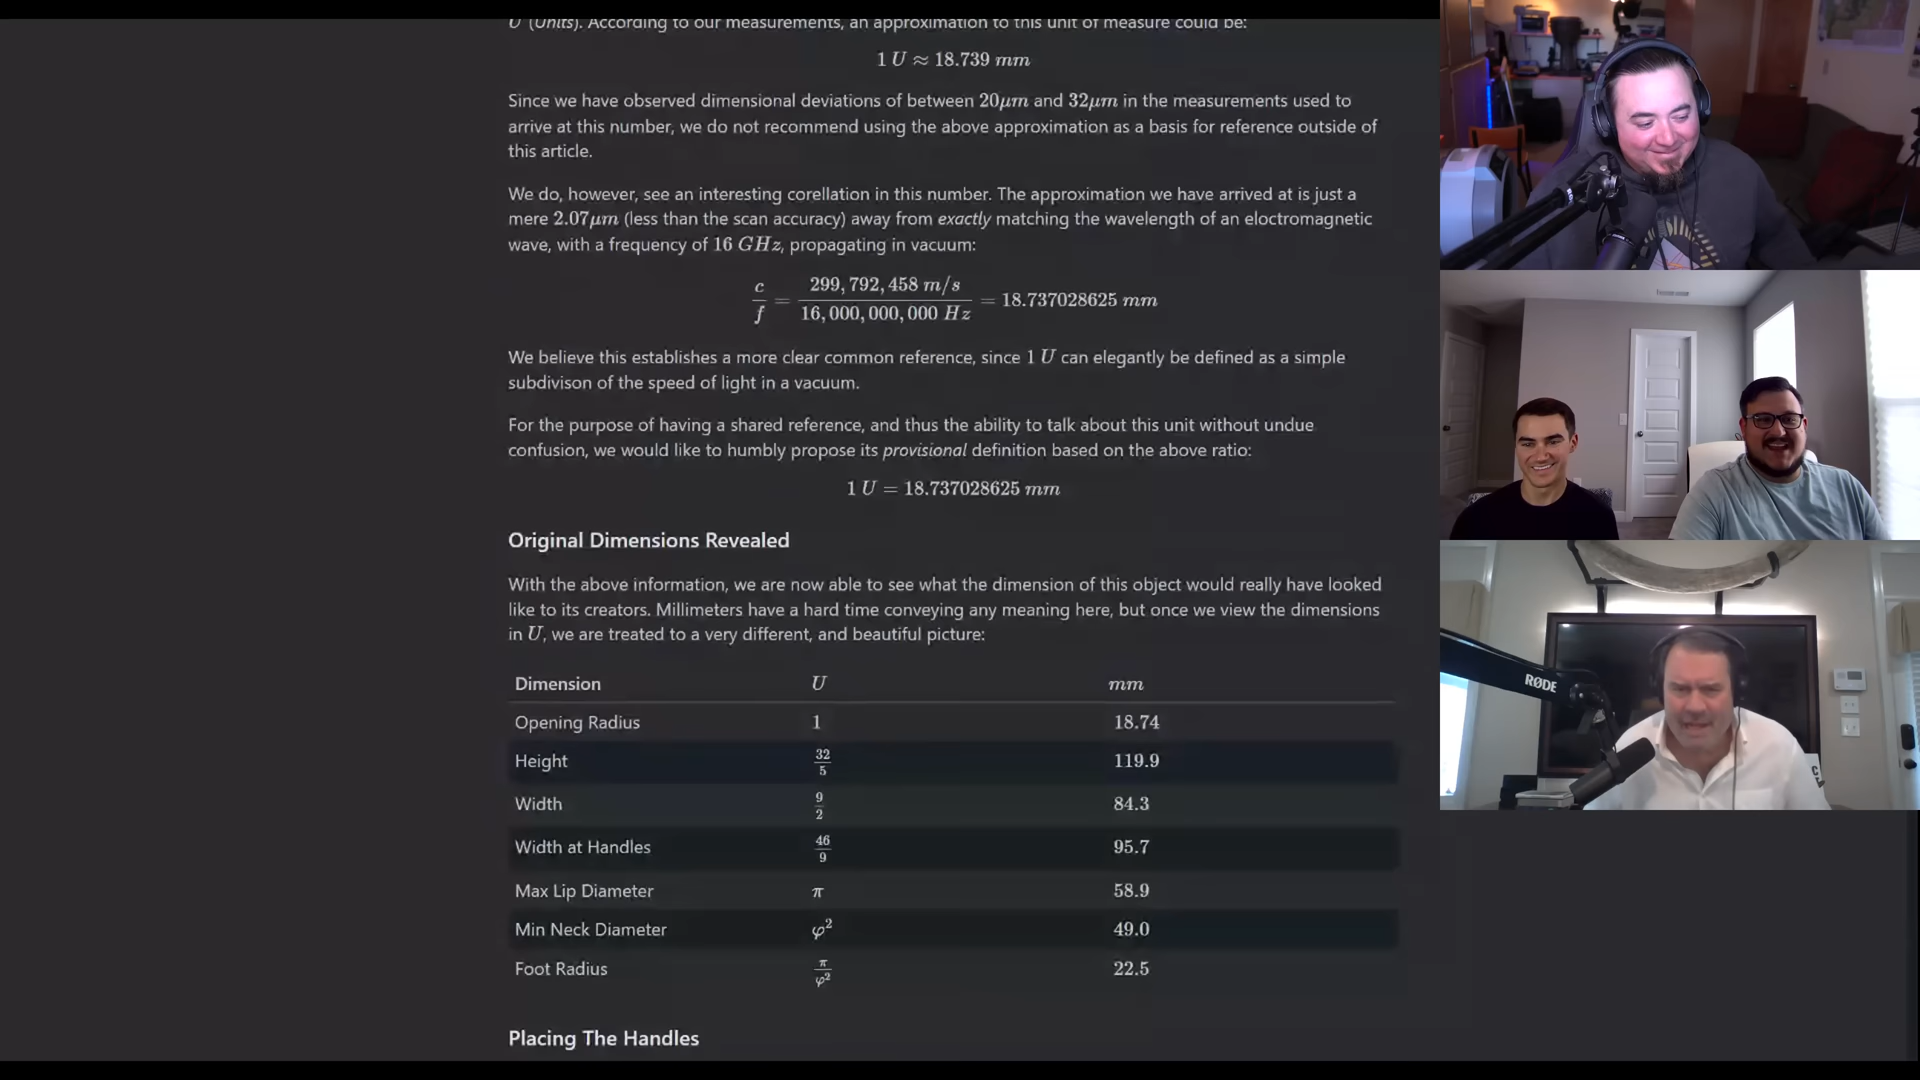 U (Units). According to our measurements, an approximation to this unit of measure could be:
1 U ≈ 18.739 mm
Since we have observed dimensional deviations of between 20μm and 32μm in the measurements used to
arrive at this number, we do not recommend using the above approximation as a basis for reference outside of
this article.
We do, however, see an interesting corellation in this number. The approximation we have arrived at is just a
mere 2.07μm (less than the scan accuracy) away from exactly matching the wavelength of an eloctromagnetic
wave, with a frequency of 16 GHz, propagating in vacuum:
c/f = 299,792,458 m/s / 16,000,000,000 Hz = 18.737028625 mm
We believe this establishes a more clear common reference, since 1 U can elegantly be defined as a simple
subdivison of the speed of light in a vacuum.
For the purpose of having a shared reference, and thus the ability to talk about this unit without undue
confusion, we would like to humbly propose its provisional definition based on the above ratio:
1 U = 18.737028625 mm
Original Dimensions Revealed
With the above information, we are now able to see what the dimension of this object would really have looked
like to its creators. Millimeters have a hard time conveying any meaning here, but once we view the dimensions
in U, we are treated to a very different, and beautiful picture:
Dimension U mm
Opening Radius 1 18.74
Height 32/5 119.9
Width 9/2 84.3
Width at Handles 46/9 95.7
Max Lip Diameter π 58.9
Min Neck Diameter φ² 49.0
Foot Radius π/φ² 22.5
Placing The Handles
RØDE